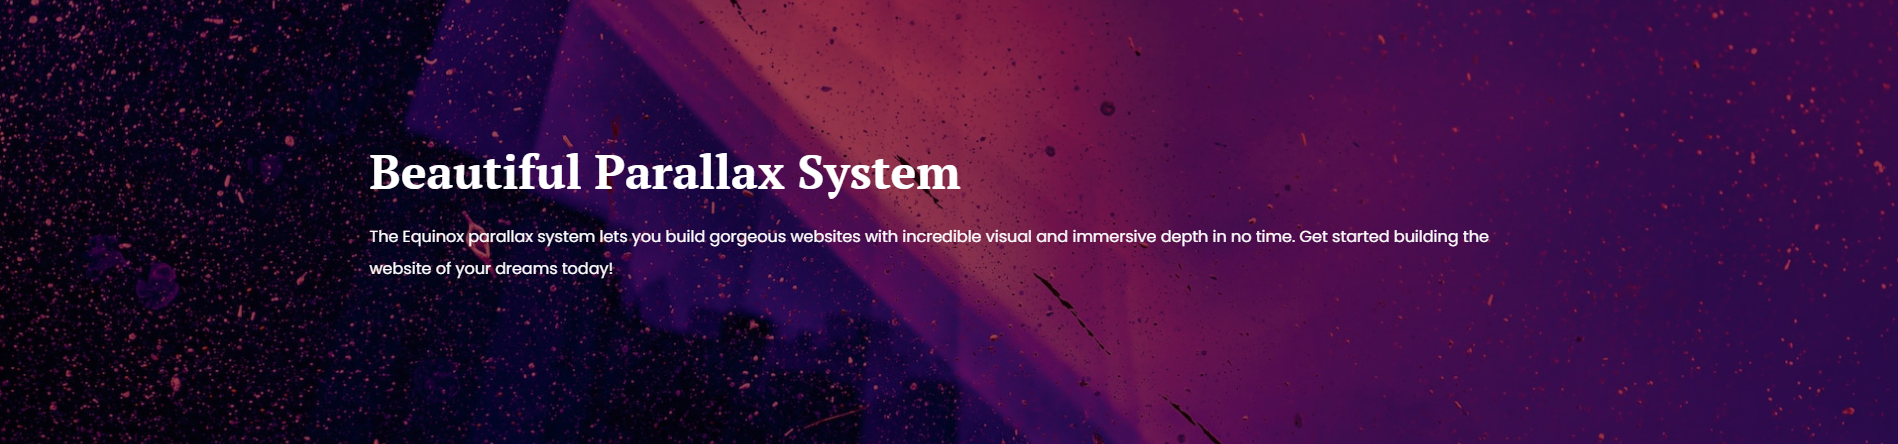 Beautiful Parallax System
The Equinox parallax system lets you build gorgeous websites with incredible visual and immersive depth in no time. Get started building the
website of your dreams today!